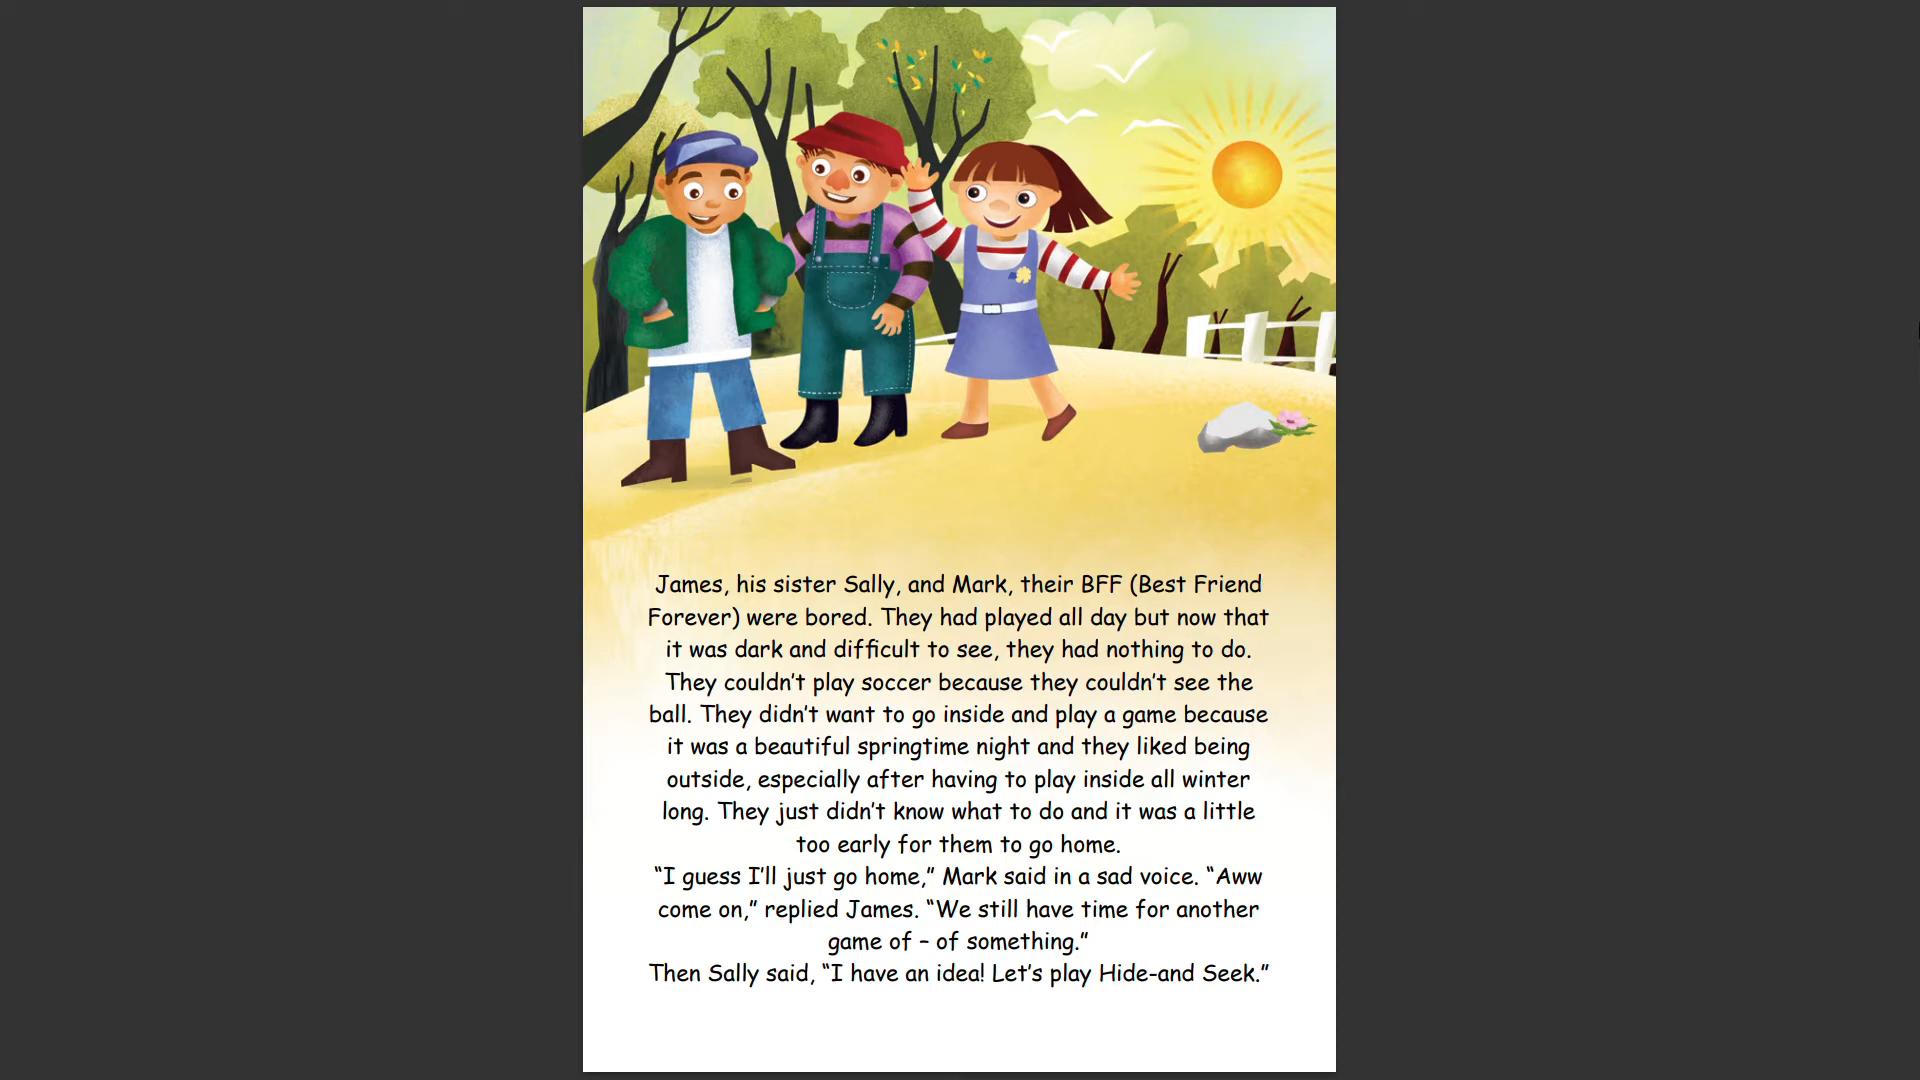 James, his sister Sally, and Mark, their BFF (Best Friend
Forever) were bored. They had played all day but now that
it was dark and difficult to see, they had nothing to do.
They couldn’t play soccer because they couldn’t see the
ball. They didn’t want to go inside and play a game because
it was a beautiful springtime night and they liked being
outside, especially after having to play inside all winter
long. They just didn’t know what to do and it was a little
too early for them to go home.
“I guess I’ll just go home,” Mark said in a sad voice. “Aww
come on,” replied James. “We still have time for another
game of – of something.”
Then Sally said, “I have an idea! Let’s play Hide-and Seek.”